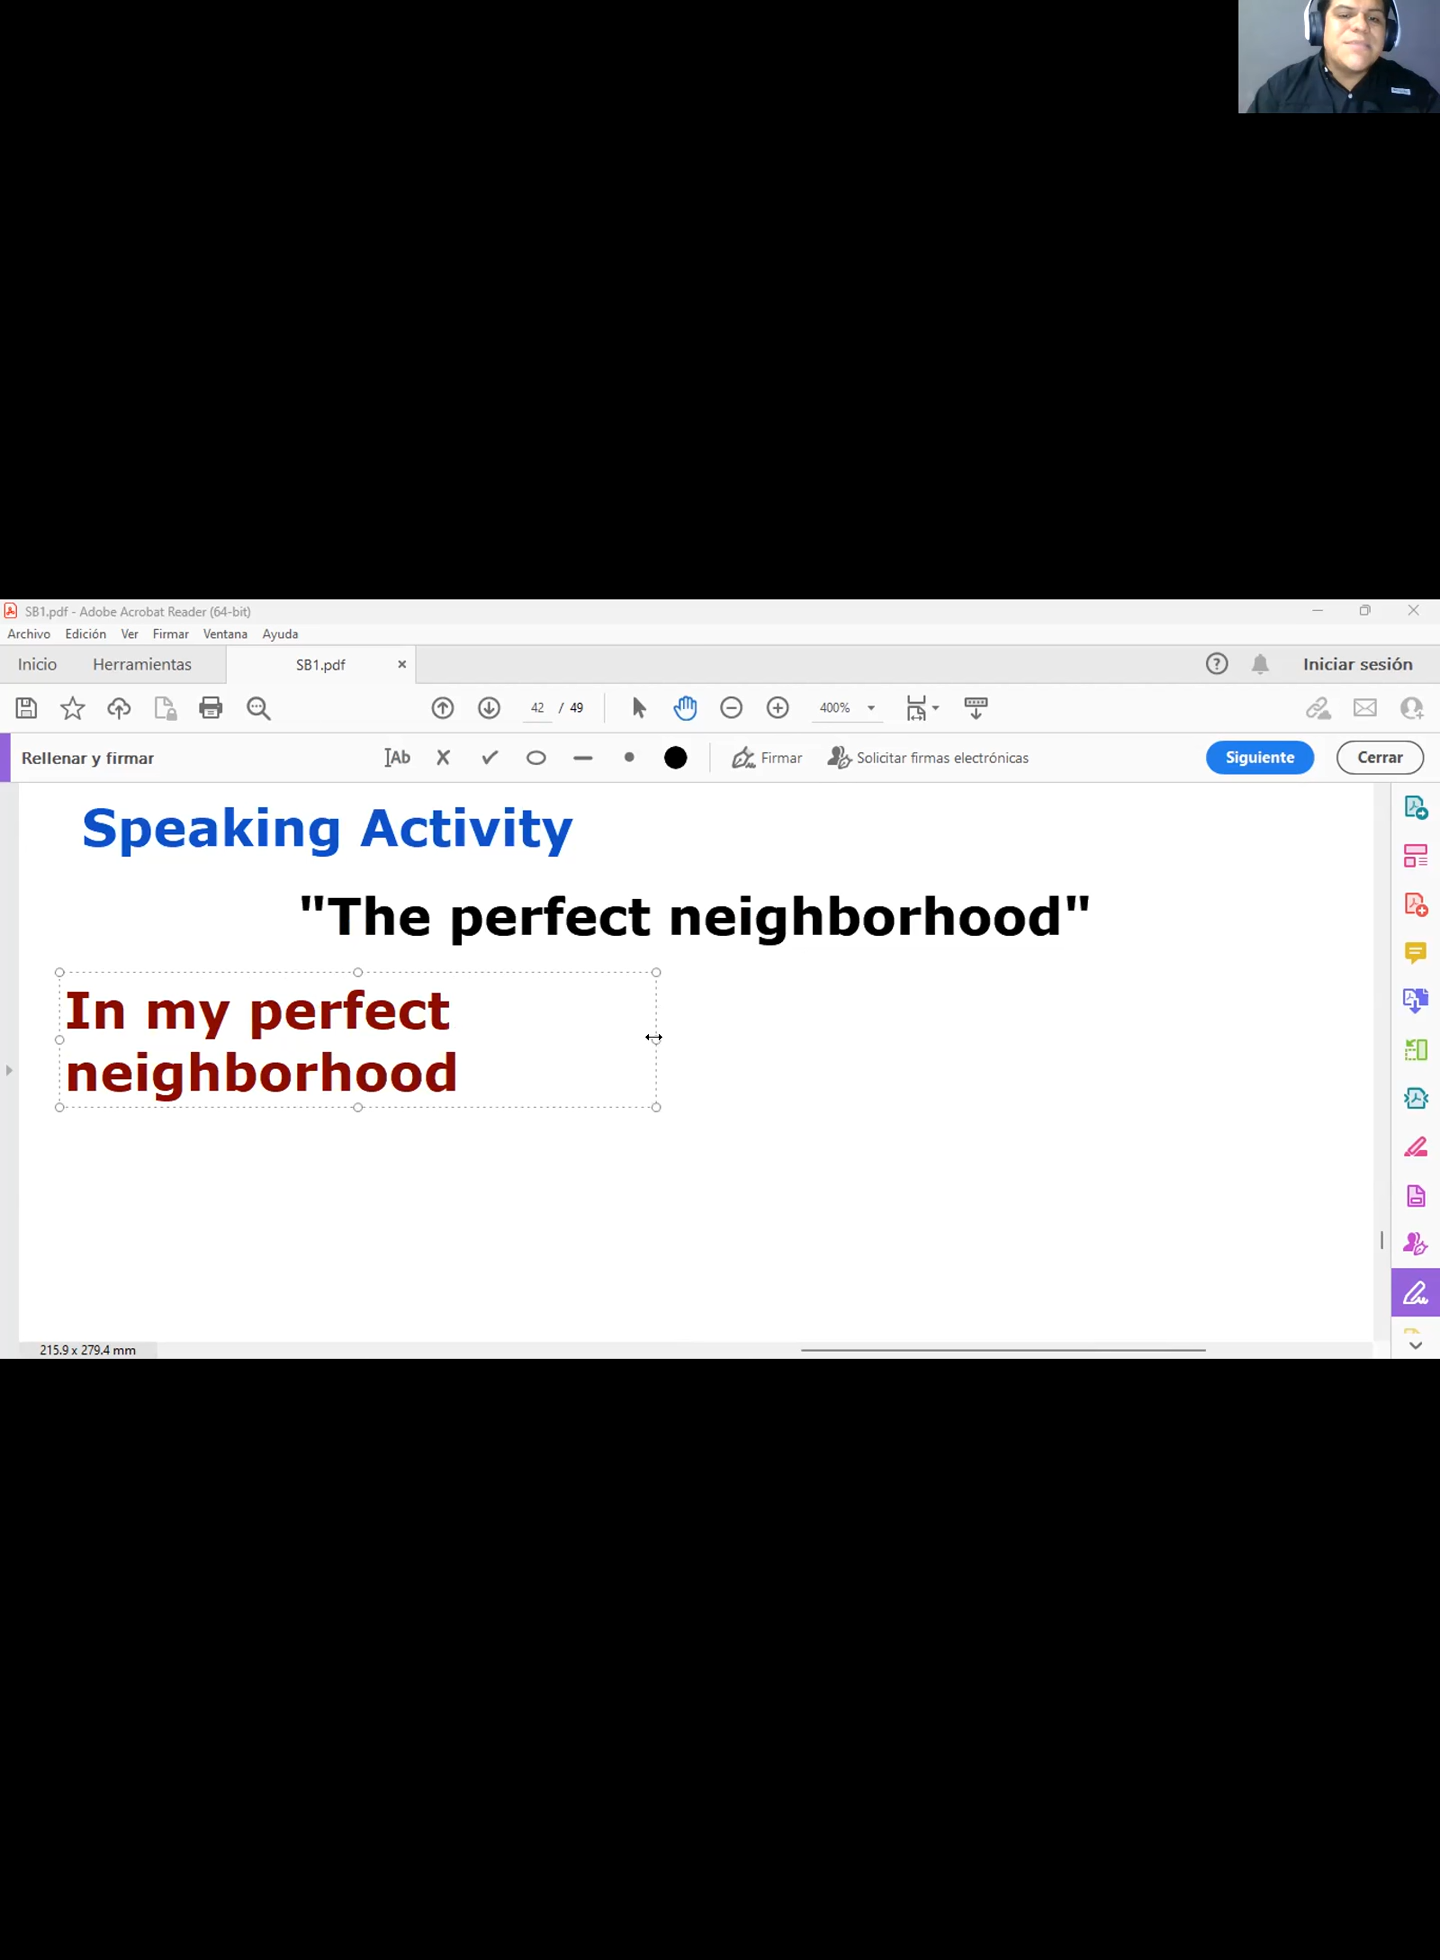 SB1.pdf - Adobe Acrobat Reader (64-bit)
Archivo Edición Ver Firmar Ventana Ayuda
Inicio Herramientas SB1.pdf Iniciar sesión
42 / 49 400%
Rellenar y firmar Ab Firmar Solicitar firmas electrónicas Siguiente Cerrar
Speaking Activity
"The perfect neighborhood"
In my perfect
neighborhood
215.9 x 279.4 mm